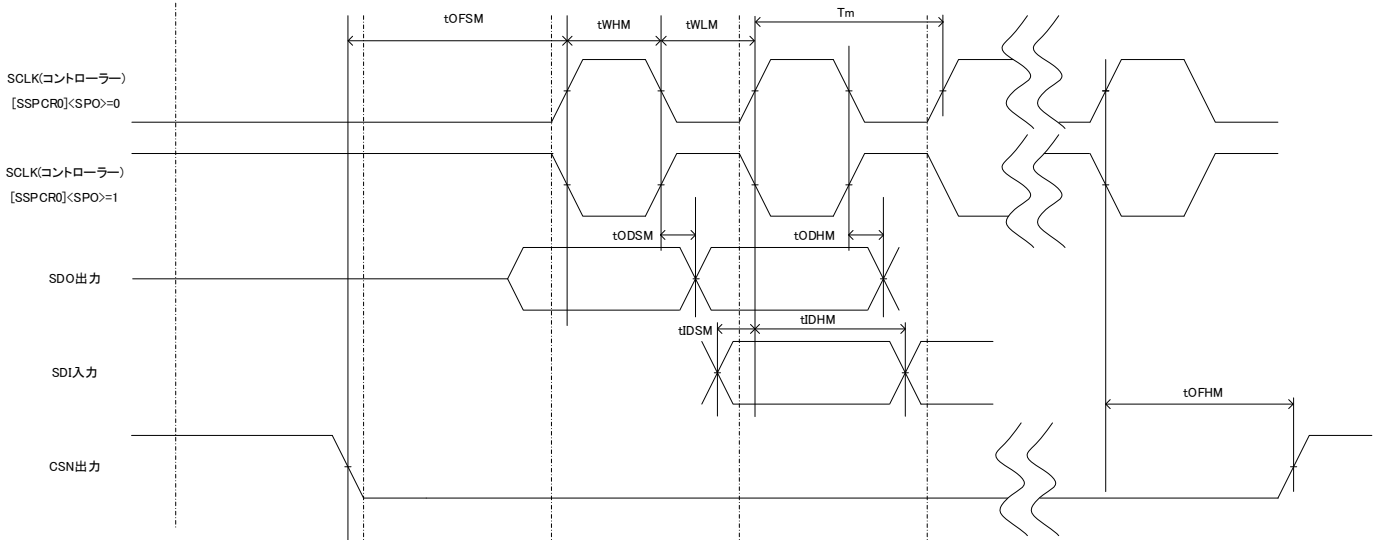 tOFSM
tWHM
tWLM
Tm
SCLK(コントローラー)
[SSPCR0]<SPO>=0
SCLK(コントローラー)
[SSPCR0]<SPO>=1
tODSM
tODHM
SDO出力
tIDSM
tIDHM
SDI入力
tOFHM
CSN出力